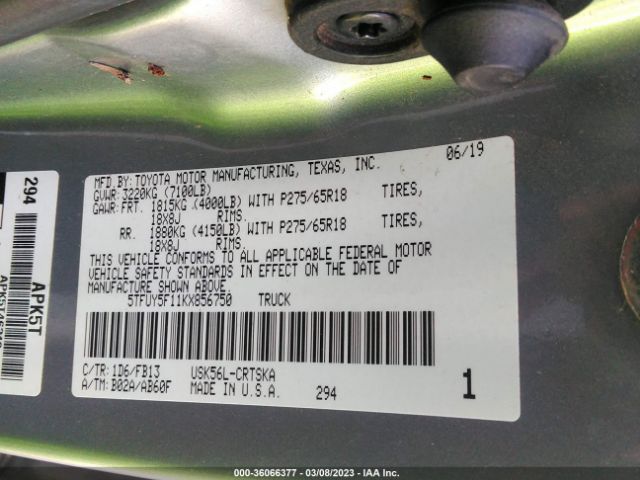 MFD BY: TOYOTA MOTOR MANUFACTURING, TEXAS, INC. 06/19
GVWR: 3220KG (7100LB)
GAWR: FRT. 1815KG (4000LB) WITH P275/65R18 TIRES,
18X8J RIMS.
RR. 1880KG (4150LB) WITH P275/65R18 TIRES,
18X8J RIMS.
THIS VEHICLE CONFORMS TO ALL APPLICABLE FEDERAL MOTOR
VEHICLE SAFETY STANDARDS IN EFFECT ON THE DATE OF
MANUFACTURE SHOWN ABOVE.
5TFUY5F11KX856750 TRUCK
C/TR: 1D6/FB13 USK56L-CRTSKA
A/TM: B02A/AB60F MADE IN U.S.A. 294 1
294 APK5T
000-36066377 - 03/08/2023 - IAA Inc.